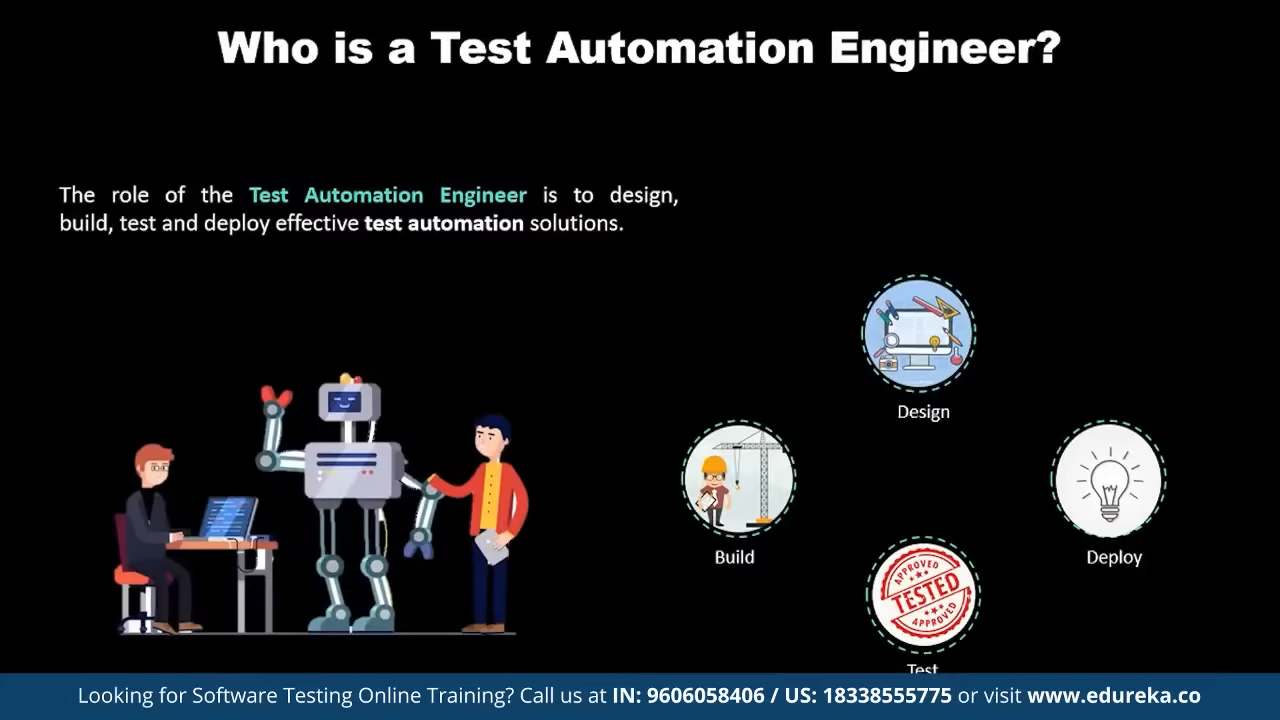 Who is a Test Automation Engineer?
The role of the Test Automation Engineer is to design,
build, test and deploy effective test automation solutions.
Design
Build
Deploy
APPROVED
TESTED
APPROVED
Test
Looking for Software Testing Online Training? Call us at IN: 9606058406 / US: 18338555775 or visit www.edureka.co